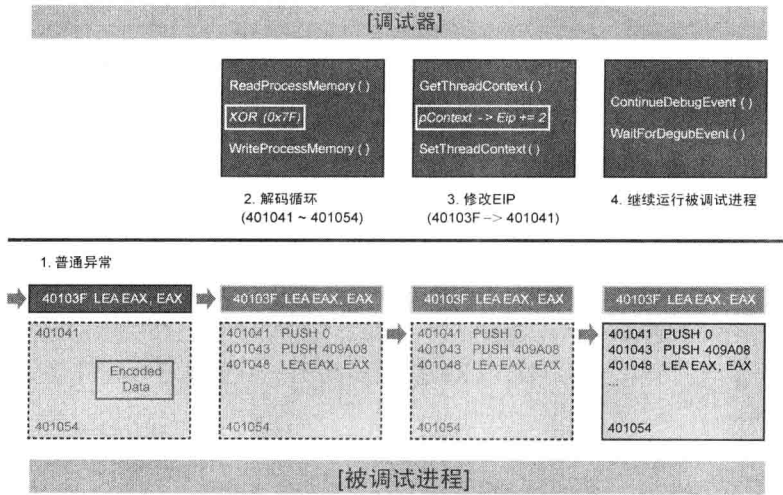 [调试器]
ReadProcessMemory ( )
XOR (0x7F)
WriteProcessMemory ( )
GetThreadContext ( )
pContext -> Eip += 2
SetThreadContext ( )
ContinueDebugEvent ( )
WaitForDegubEvent ( )
2. 解码循环
(401041 ~ 401054)
3. 修改EIP
(40103F -> 401041)
4. 继续运行被调试进程
1. 普通异常
40103F LEA EAX, EAX
401041
Encoded
Data
401054
40103F LEA EAX, EAX
401041 PUSH 0
401043 PUSH 409A08
401048 LEA EAX, EAX
401054
40103F LEA EAX, EAX
401041 PUSH 0
401043 PUSH 409A08
401048 LEA EAX EAX
401054
40103F LEA EAX, EAX
401041 PUSH 0
401043 PUSH 409A08
401048 LEA EAX, EAX
...
401054
[被调试进程]